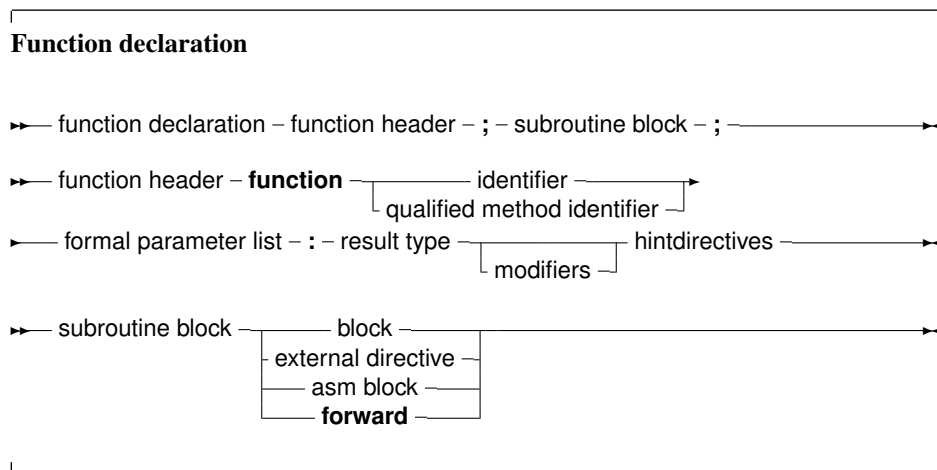 Function declaration
function declaration function header ; subroutine block ;
function header function identifier
qualified method identifier
formal parameter list : result type hintdirectives
modifiers
subroutine block block
external directive
asm block
forward